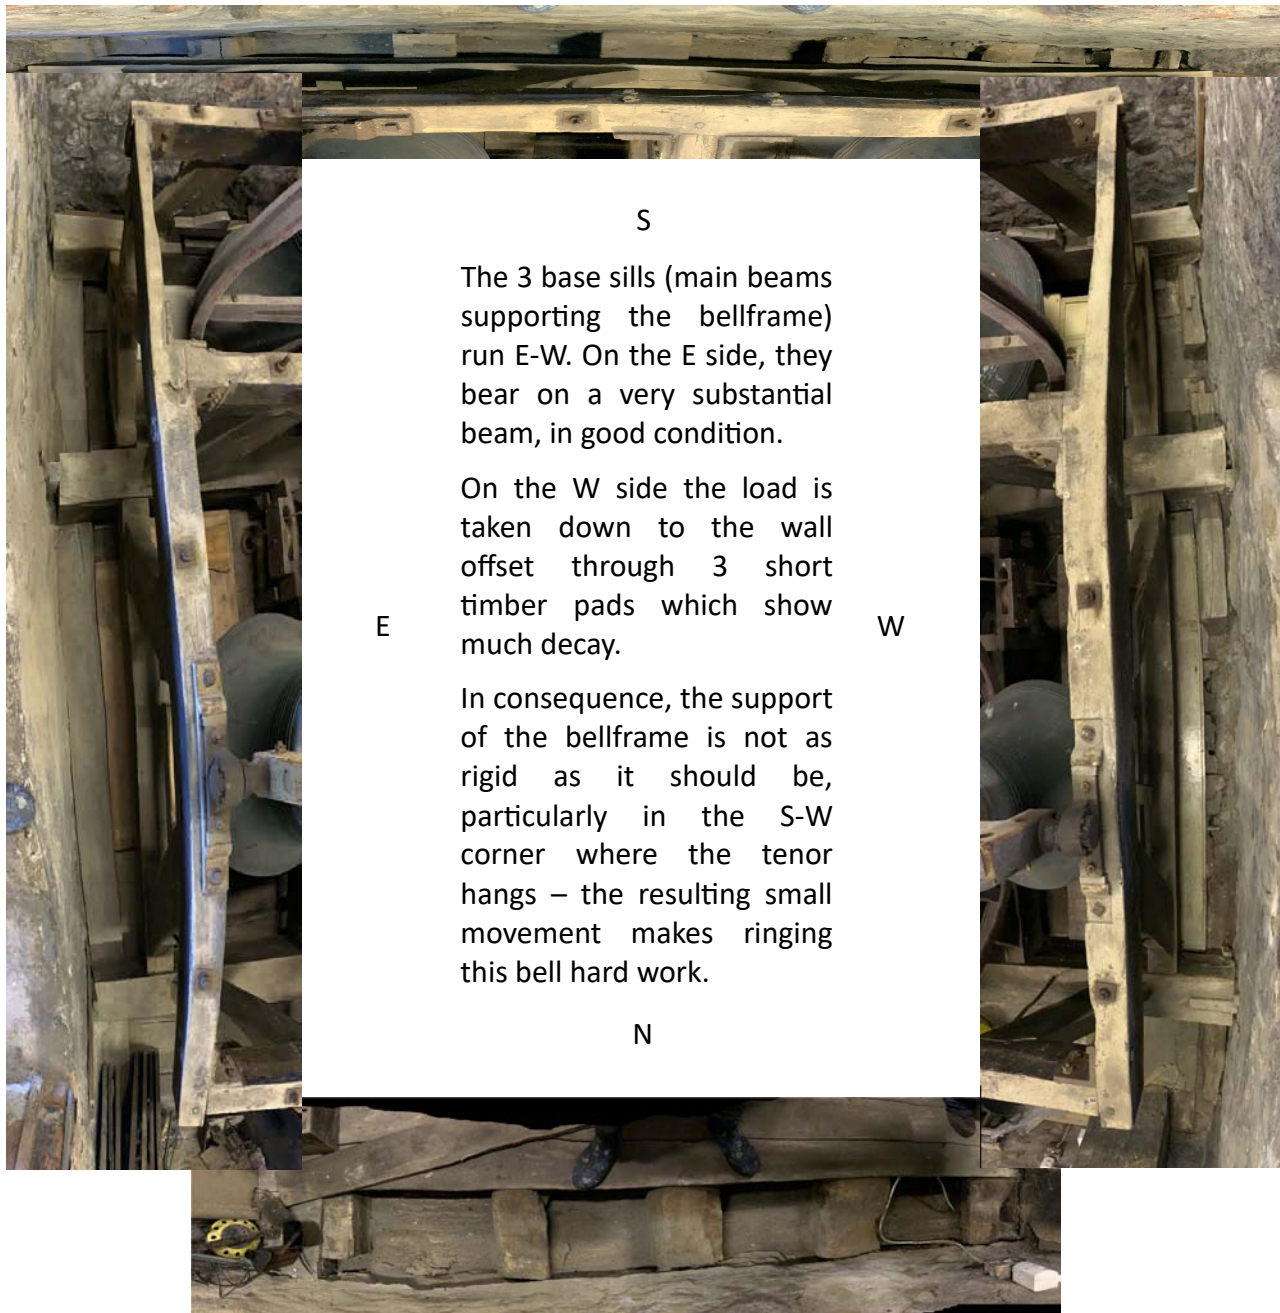 S
The 3 base sills (main beams
supporting the bellframe)
run E-W. On the E side, they
bear on a very substantial
beam, in good condition.
On the W side the load is
taken down to the wall
offset through 3 short
timber pads which show
much decay.
E
W
In consequence, the support
of the bellframe is not as
rigid as it should be,
particularly in the S-W
corner where the tenor
hangs – the resulting small
movement makes ringing
this bell hard work.
N